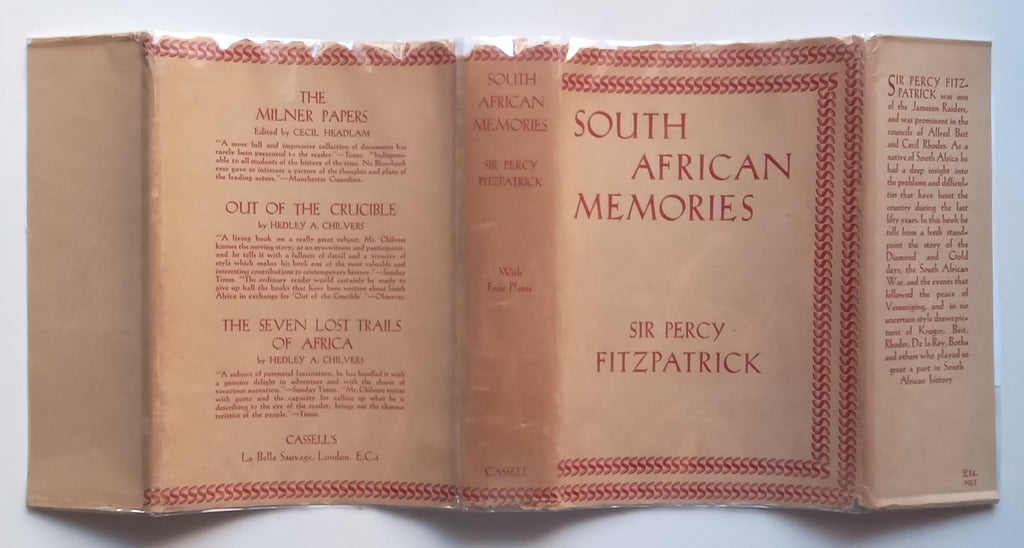 THE
MILNER PAPERS
Edited by CECIL HEADLAM
"A more full and impressive collection of documents has
rarely been presented to the reader."—Times. "Indispens-
able to all students of the history of the time. No Blue-book
ever gave so intimate a picture of the thoughts and plans of
the leading actors."—Manchester Guardian.
OUT OF THE CRUCIBLE
by HEDLEY A. CHILVERS
"A living book on a really great subject. Mr. Chilvers
knows the moving story, as an eye-witness and participator,
and he tells it with a fullness of detail and a vivacity of
style which makes his book one of the most valuable and
interesting contributions to contemporary history."—Sunday
Times. "The ordinary reader would certainly be ready to
give up half the books that have been written about South
Africa in exchange for 'Out of the Crucible'."—Observer.
THE SEVEN LOST TRAILS
OF AFRICA
by HEDLEY A. CHILVERS
"A subject of perennial fascination, he has handled it with
a genuine delight in adventure and with the charm of
vivacious narration."—Sunday Times. "Mr. Chilvers writes
with gusto and the capacity for calling up what he is
describing to the eye of the reader, brings out the charac-
teristics of the people."—Times.
CASSELL'S
La Belle Sauvage, London, E.C.4
SOUTH
AFRICAN
MEMORIES
SIR PERCY
FITZPATRICK
With
Four Plates
CASSELL
SOUTH
AFRICAN
MEMORIES
SIR PERCY
FITZPATRICK
SIR PERCY FITZ-
PATRICK was one
of the Jameson Raiders,
and was prominent in the
councils of Alfred Beit
and Cecil Rhodes. As a
native of South Africa he
had a deep insight into
the problems and difficul-
ties that have beset the
country during the last
fifty years. In this book he
tells from a fresh stand-
point the story of the
Diamond and Gold
days, the South African
War, and the events that
followed the peace of
Vereeniging, and in no
uncertain style draws pic-
tures of Kruger, Beit,
Rhodes, De la Rey, Botha
and others who played so
great a part in South
African history
21s.
NET